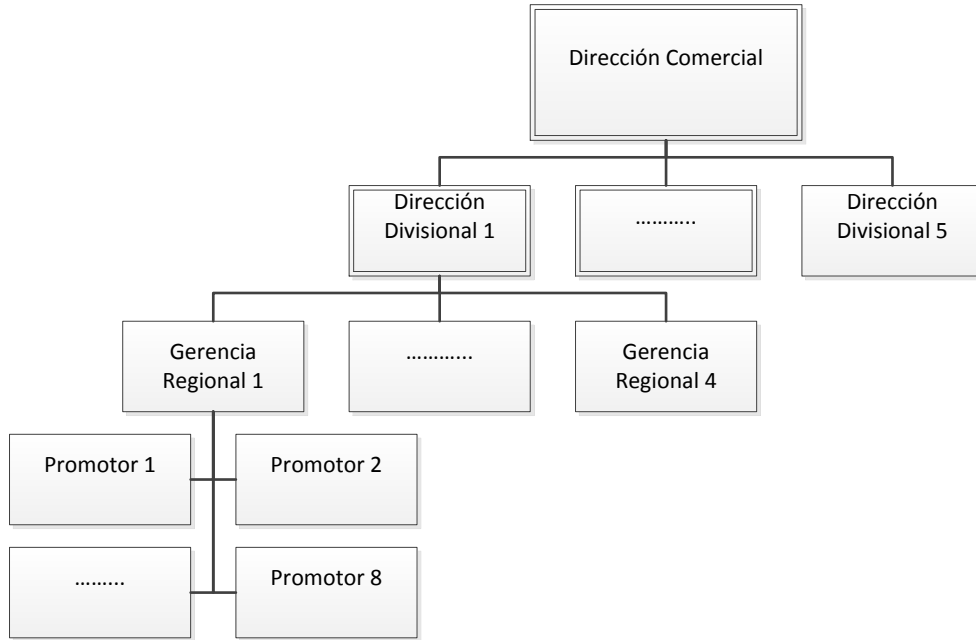 Dirección Comercial
Dirección
Divisional 1
………..
Dirección
Divisional 5
Gerencia
Regional 1
………...
Gerencia
Regional 4
Promotor 1
Promotor 2
……...
Promotor 8